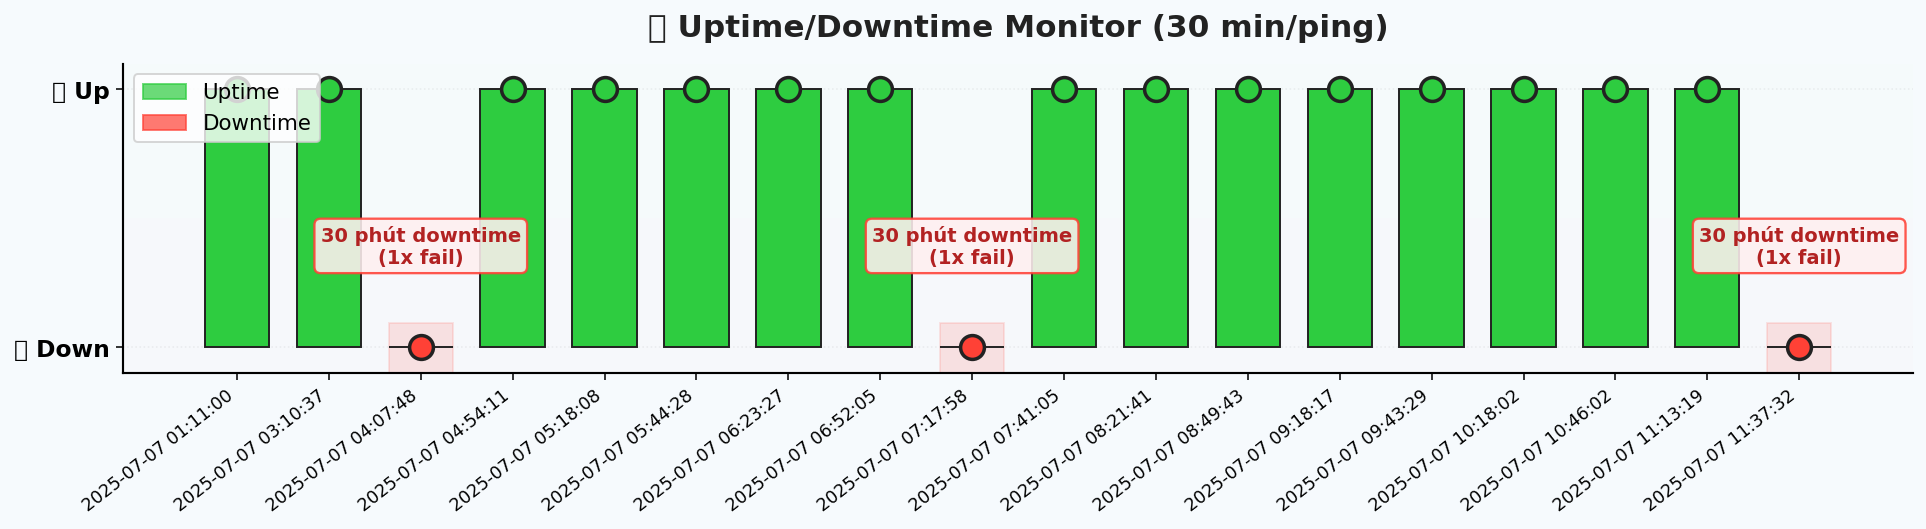 Uptime/Downtime Monitor (30 min/ping)
Up
Down
Uptime
Downtime
30 phút downtime
(1x fail)
30 phút downtime
(1x fail)
30 phút downtime
(1x fail)
2025-07-07 01:11:00
2025-07-07 03:10:37
2025-07-07 04:07:48
2025-07-07 04:54:11
2025-07-07 05:18:08
2025-07-07 05:44:28
2025-07-07 06:23:27
2025-07-07 06:52:05
2025-07-07 07:17:58
2025-07-07 07:41:05
2025-07-07 08:21:41
2025-07-07 08:49:43
2025-07-07 09:18:17
2025-07-07 09:43:29
2025-07-07 10:18:02
2025-07-07 10:46:02
2025-07-07 11:13:19
2025-07-07 11:37:32